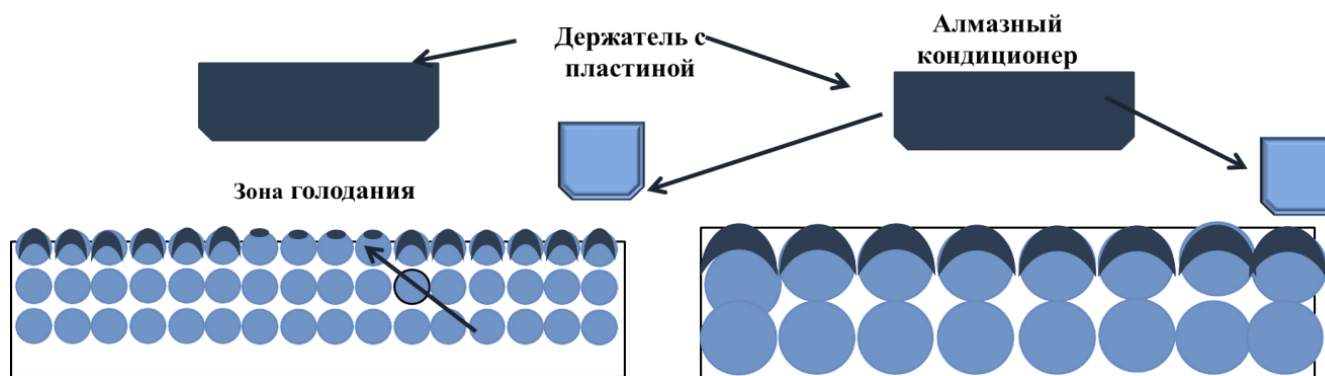 Держатель с
пластиной
Алмазный
кондиционер
Зона голодания